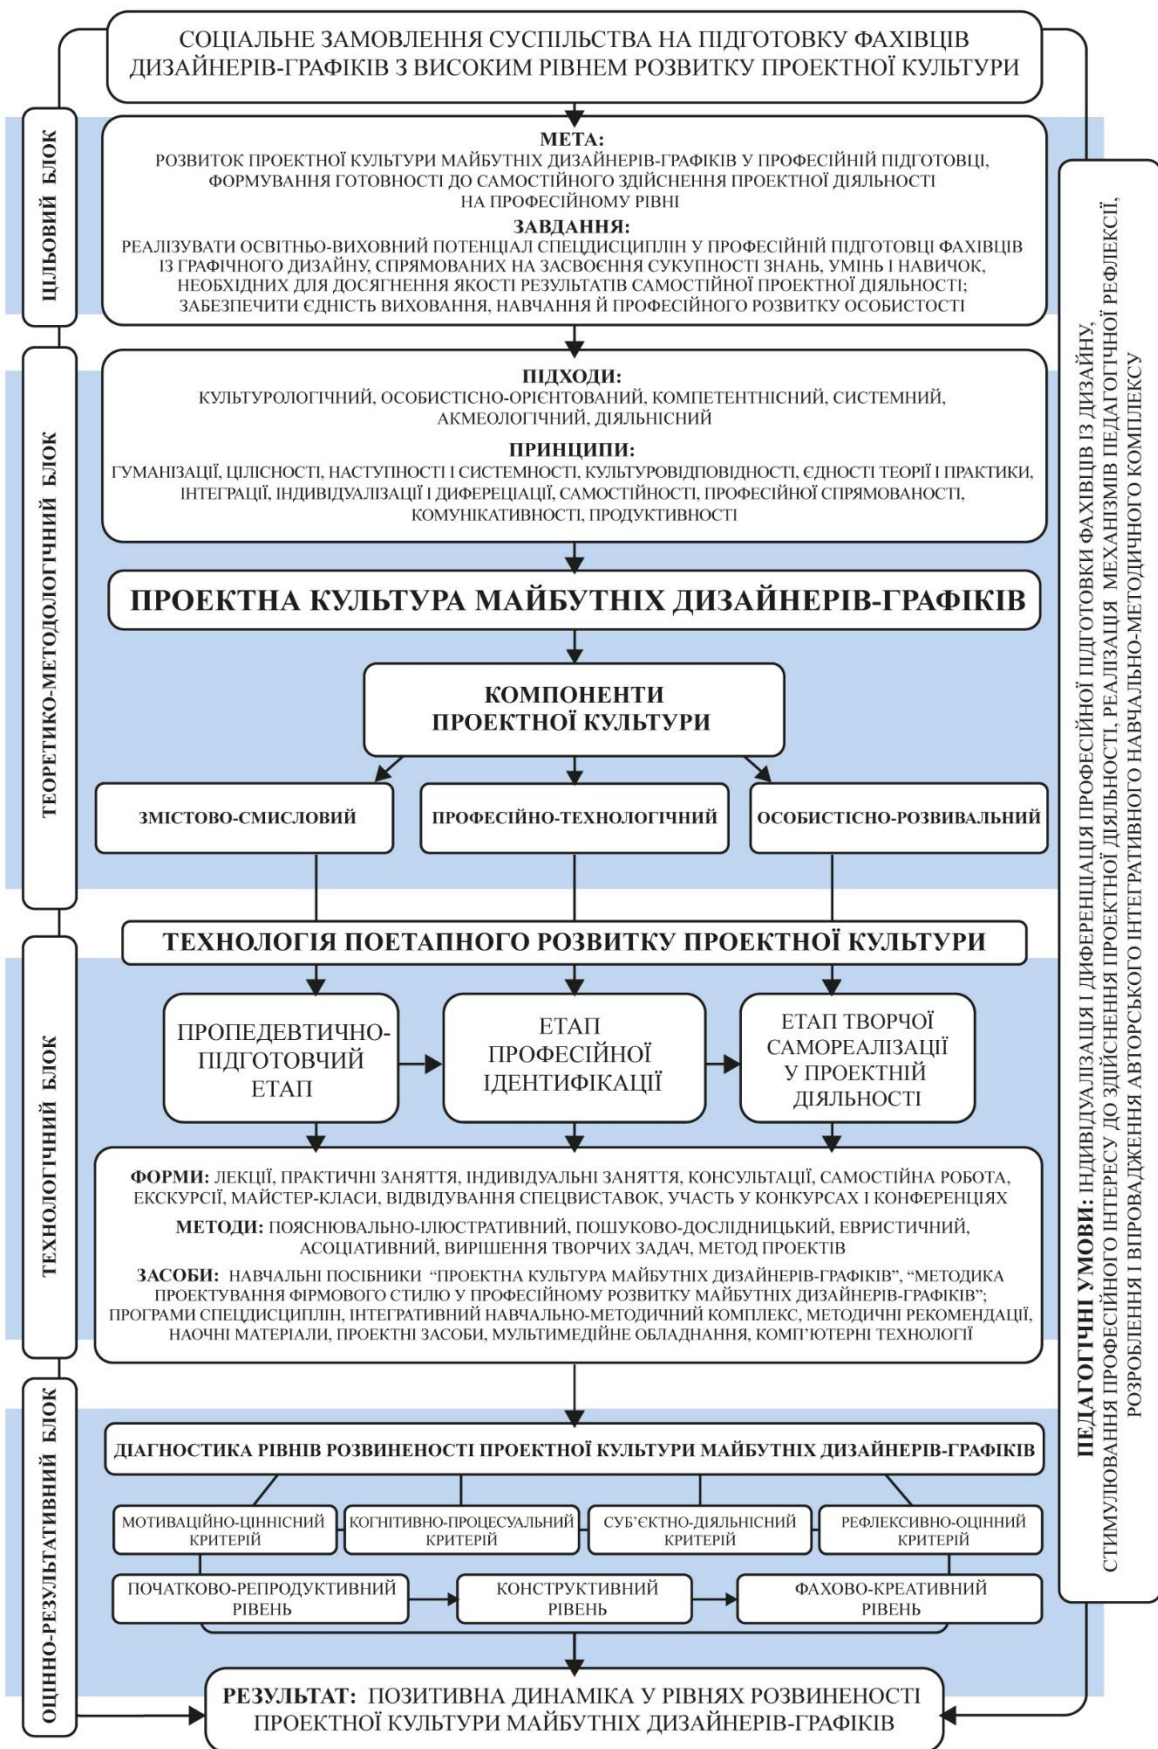 СОЦІАЛЬНЕ ЗАМОВЛЕННЯ СУСПІЛЬСТВА НА ПІДГОТОВКУ ФАХІВЦІВ
ДИЗАЙНЕРІВ-ГРАФІКІВ З ВИСОКИМ РІВНЕМ РОЗВИТКУ ПРОЕКТНОЇ КУЛЬТУРИ
ЦІЛЬОВИЙ БЛОК
МЕТА:
РОЗВИТОК ПРОЕКТНОЇ КУЛЬТУРИ МАЙБУТНІХ ДИЗАЙНЕРІВ-ГРАФІКІВ У ПРОФЕСІЙНІЙ ПІДГОТОВЦІ,
ФОРМУВАННЯ ГОТОВНОСТІ ДО САМОСТІЙНОГО ЗДІЙСНЕННЯ ПРОЕКТНОЇ ДІЯЛЬНОСТІ
НА ПРОФЕСІЙНОМУ РІВНІ
ЗАВДАННЯ:
РЕАЛІЗУВАТИ ОСВІТНЬО-ВИХОВНИЙ ПОТЕНЦІАЛ СПЕЦДИСЦИПЛІН У ПРОФЕСІЙНІЙ ПІДГОТОВЦІ ФАХІВЦІВ
ІЗ ГРАФІЧНОГО ДИЗАЙНУ, СПРЯМОВАНИХ НА ЗАСВОЄННЯ СУКУПНОСТІ ЗНАНЬ, УМІНЬ І НАВИЧОК,
НЕОБХІДНИХ ДЛЯ ДОСЯГНЕННЯ ЯКОСТІ РЕЗУЛЬТАТІВ САМОСТІЙНОЇ ПРОЕКТНОЇ ДІЯЛЬНОСТІ;
ЗАБЕЗПЕЧИТИ ЄДНІСТЬ ВИХОВАННЯ, НАВЧАННЯ Й ПРОФЕСІЙНОГО РОЗВИТКУ ОСОБИСТОСТІ
ТЕОРЕТИКО-МЕТОДОЛОГІЧНИЙ БЛОК
ПІДХОДИ:
КУЛЬТУРОЛОГІЧНИЙ, ОСОБИСТІСНО-ОРІЄНТОВАНИЙ, КОМПЕТЕНТНІСНИЙ, СИСТЕМНИЙ,
АКМЕОЛОГІЧНИЙ, ДІЯЛЬНІСНИЙ
ПРИНЦИПИ:
ГУМАНІЗАЦІЇ, ЦІЛІСНОСТІ, НАСТУПНОСТІ І СИСТЕМНОСТІ, КУЛЬТУРОВІДПОВІДНОСТІ, ЄДНОСТІ ТЕОРІЇ І ПРАКТИКИ,
ІНТЕГРАЦІЇ, ІНДИВІДУАЛІЗАЦІЇ І ДИФЕРЕЦІАЦІЇ, САМОСТІЙНОСТІ, ПРОФЕСІЙНОЇ СПРЯМОВАНОСТІ,
КОМУНІКАТИВНОСТІ, ПРОДУКТИВНОСТІ
ПРОЕКТНА КУЛЬТУРА МАЙБУТНІХ ДИЗАЙНЕРІВ-ГРАФІКІВ
КОМПОНЕНТИ
ПРОЕКТНОЇ КУЛЬТУРИ
ЗМІСТОВО-СМИСЛОВИЙ
ПРОФЕСІЙНО-ТЕХНОЛОГІЧНИЙ
ОСОБИСТІСНО-РОЗВИВАЛЬНИЙ
ТЕХНОЛОГІЧНИЙ БЛОК
ТЕХНОЛОГІЯ ПОЕТАПНОГО РОЗВИТКУ ПРОЕКТНОЇ КУЛЬТУРИ
ПРОПЕДЕВТИЧНО-
ПІДГОТОВЧИЙ
ЕТАП
ЕТАП
ПРОФЕСІЙНОЇ
ІДЕНТИФІКАЦІЇ
ЕТАП ТВОРЧОЇ
САМОРЕАЛІЗАЦІЇ
У ПРОЕКТНІЙ
ДІЯЛЬНОСТІ
ФОРМИ: ЛЕКЦІЇ, ПРАКТИЧНІ ЗАНЯТТЯ, ІНДИВІДУАЛЬНІ ЗАНЯТТЯ, КОНСУЛЬТАЦІЇ, САМОСТІЙНА РОБОТА,
ЕКСКУРСІЇ, МАЙСТЕР-КЛАСИ, ВІДВІДУВАННЯ СПЕЦВИСТАВОК, УЧАСТЬ У КОНКУРСАХ І КОНФЕРЕНЦІЯХ
МЕТОДИ: ПОЯСНЮВАЛЬНО-ІЛЮСТРАТИВНИЙ, ПОШУКОВО-ДОСЛІДНИЦЬКИЙ, ЕВРИСТИЧНИЙ,
АСОЦІАТИВНИЙ, ВИРІШЕННЯ ТВОРЧИХ ЗАДАЧ, МЕТОД ПРОЕКТІВ
ЗАСОБИ: НАВЧАЛЬНІ ПОСІБНИКИ “ПРОЕКТНА КУЛЬТУРА МАЙБУТНІХ ДИЗАЙНЕРІВ-ГРАФІКІВ”, “МЕТОДИКА
ПРОЕКТУВАННЯ ФІРМОВОГО СТИЛЮ У ПРОФЕСІЙНОМУ РОЗВИТКУ МАЙБУТНІХ ДИЗАЙНЕРІВ-ГРАФІКІВ”;
ПРОГРАМИ СПЕЦДИСЦИПЛІН, ІНТЕГРАТИВНИЙ НАВЧАЛЬНО-МЕТОДИЧНИЙ КОМПЛЕКС, МЕТОДИЧНІ РЕКОМЕНДАЦІЇ,
НАОЧНІ МАТЕРІАЛИ, ПРОЕКТНІ ЗАСОБИ, МУЛЬТИМЕДІЙНЕ ОБЛАДНАННЯ, КОМП’ЮТЕРНІ ТЕХНОЛОГІЇ
ОЦІННО-РЕЗУЛЬТАТИВНИЙ БЛОК
ДІАГНОСТИКА РІВНІВ РОЗВИНЕНОСТІ ПРОЕКТНОЇ КУЛЬТУРИ МАЙБУТНІХ ДИЗАЙНЕРІВ-ГРАФІКІВ
МОТИВАЦІЙНО-ЦІННІСНИЙ
КРИТЕРІЙ
КОГНІТИВНО-ПРОЦЕСУАЛЬНИЙ
КРИТЕРІЙ
СУБ’ЄКТНО-ДІЯЛЬНІСНИЙ
КРИТЕРІЙ
РЕФЛЕКСИВНО-ОЦІННИЙ
КРИТЕРІЙ
ПОЧАТКОВО-РЕПРОДУКТИВНИЙ
РІВЕНЬ
КОНСТРУКТИВНИЙ
РІВЕНЬ
ФАХОВО-КРЕАТИВНИЙ
РІВЕНЬ
РЕЗУЛЬТАТ: ПОЗИТИВНА ДИНАМІКА У РІВНЯХ РОЗВИНЕНОСТІ
ПРОЕКТНОЇ КУЛЬТУРИ МАЙБУТНІХ ДИЗАЙНЕРІВ-ГРАФІКІВ
ПЕДАГОГІЧНІ УМОВИ: ІНДИВІДУАЛІЗАЦІЯ І ДИФЕРЕНЦІАЦІЯ ПРОФЕСІЙНОЇ ПІДГОТОВКИ ФАХІВЦІВ ІЗ ДИЗАЙНУ,
СТИМУЛЮВАННЯ ПРОФЕСІЙНОГО ІНТЕРЕСУ ДО ЗДІЙСНЕННЯ ПРОЕКТНОЇ ДІЯЛЬНОСТІ, РЕАЛІЗАЦІЯ МЕХАНІЗМІВ ПЕДАГОГІЧНОЇ РЕФЛЕКСІЇ,
РОЗРОБЛЕННЯ І ВПРОВАДЖЕННЯ АВТОРСЬКОГО ІНТЕГРАТИВНОГО НАВЧАЛЬНО-МЕТОДИЧНОГО КОМПЛЕКСУ